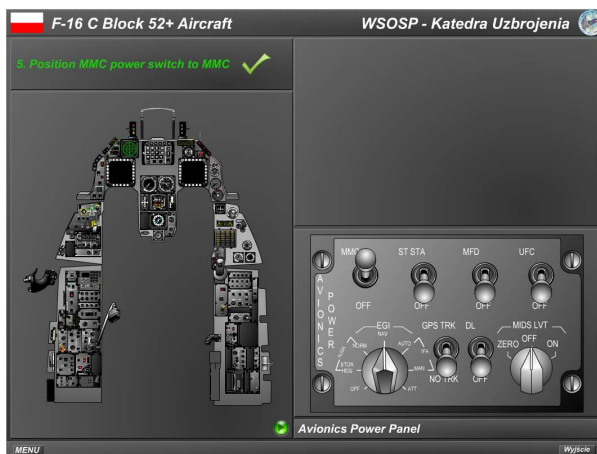 F-16 C Block 52+ Aircraft
WSOSP - Katedra Uzbrojenia
5. Position MMC power switch to MMC
MMC ST STA MFD UFC
OFF OFF OFF OFF
AVIONICS
POWER
EGI
GPS TRK DL
MIDS LVT
NAV
NORM AUTO
IFA
STOR
HDG
MAN
OFF ATT
NO TRK OFF
ZERO OFF ON
Avionics Power Panel
MENU
Wyjście